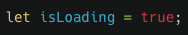 let isLoading = true;